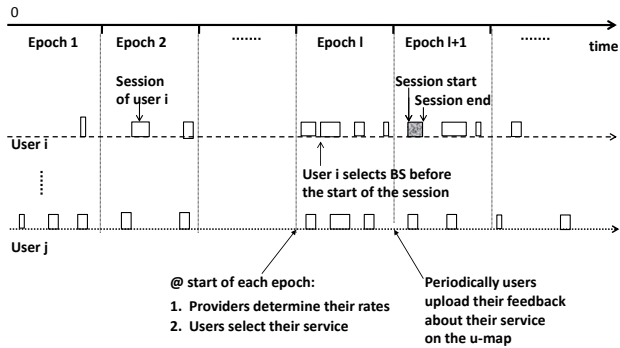 0
Epoch 1 Epoch 2 ....... Epoch l Epoch l+1 .......
time
Session
of user i
Session start
Session end
User i
User i selects BS before
the start of the session
......
User j
@ start of each epoch:
1. Providers determine their rates
2. Users select their service
Periodically users
upload their feedback
about their service
on the u-map